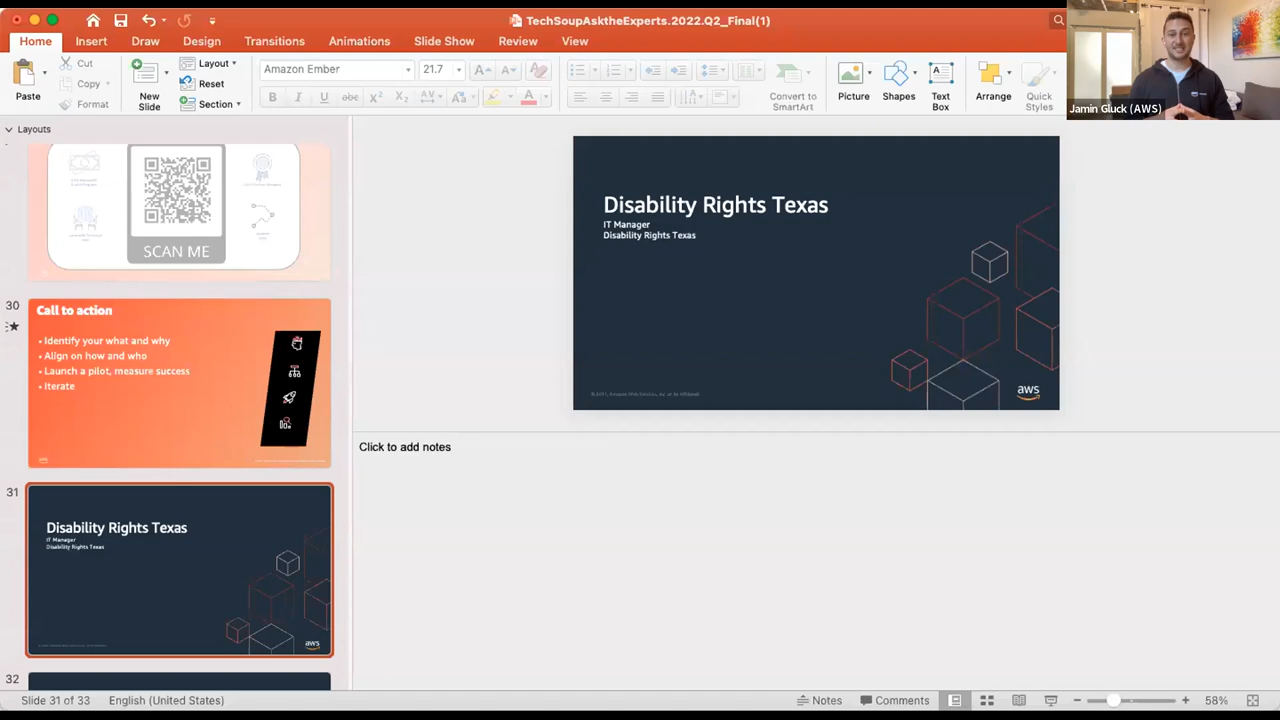 TechSoupAsktheExperts.2022.Q2_Final(1)
Home Insert Draw Design Transitions Animations Slide Show Review View
Paste
Cut
Copy
Format
New Slide
Layout
Reset
Section
Amazon Ember 21.7
Convert to SmartArt
Picture
Shapes
Text Box
Arrange
Quick Styles
Jamin Gluck (AWS)
Layouts
SCAN ME
30
Call to action
• Identify your what and why
• Align on how and who
• Launch a pilot, measure success
• Iterate
31
Disability Rights Texas
IT Manager
Disability Rights Texas
aws
32
Disability Rights Texas
IT Manager
Disability Rights Texas
aws
Click to add notes
Slide 31 of 33 English (United States) Notes Comments 58%